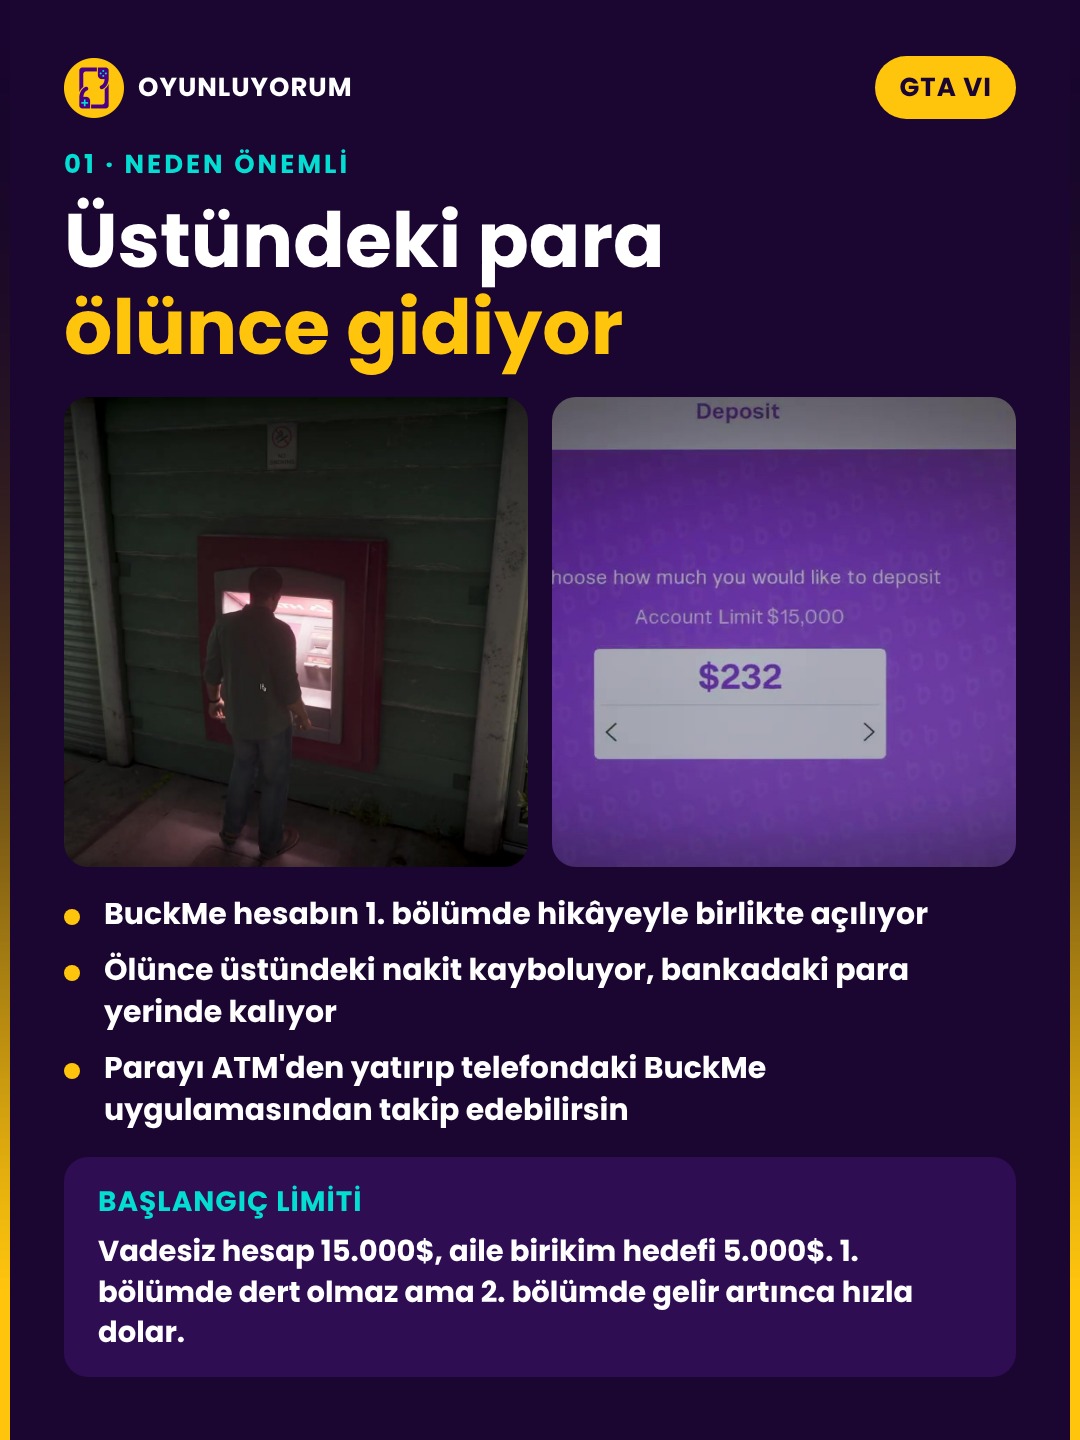 OYUNLUYORUM
GTA VI
01 · NEDEN ÖNEMLİ
Üstündeki para
ölünce gidiyor
Deposit
hoose how much you would like to deposit
Account Limit $15,000
$232
BuckMe hesabın 1. bölümde hikâyeyle birlikte açılıyor
Ölünce üstündeki nakit kayboluyor, bankadaki para
yerinde kalıyor
Parayı ATM'den yatırıp telefondaki BuckMe
uygulamasından takip edebilirsin
BAŞLANGIÇ LİMİTİ
Vadesiz hesap 15.000$, aile birikim hedefi 5.000$. 1.
bölümde dert olmaz ama 2. bölümde gelir artınca hızla
dolar.